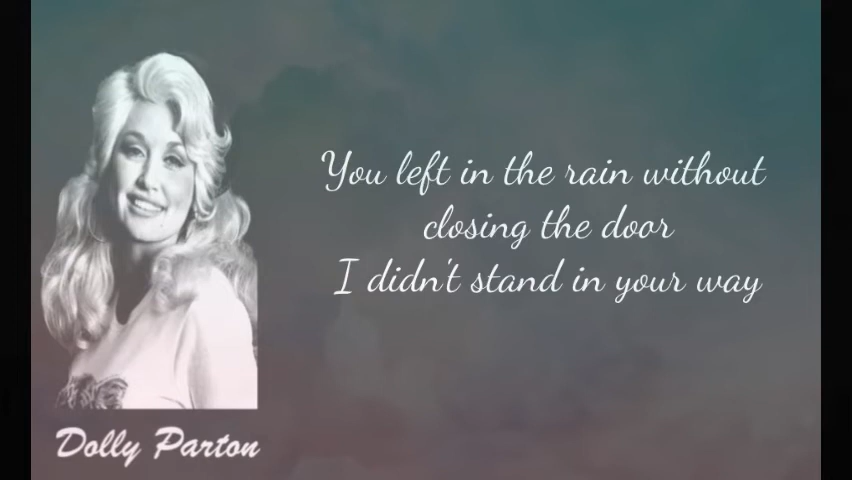 You left in the rain without
closing the door
I didn't stand in your way
Dolly Parton